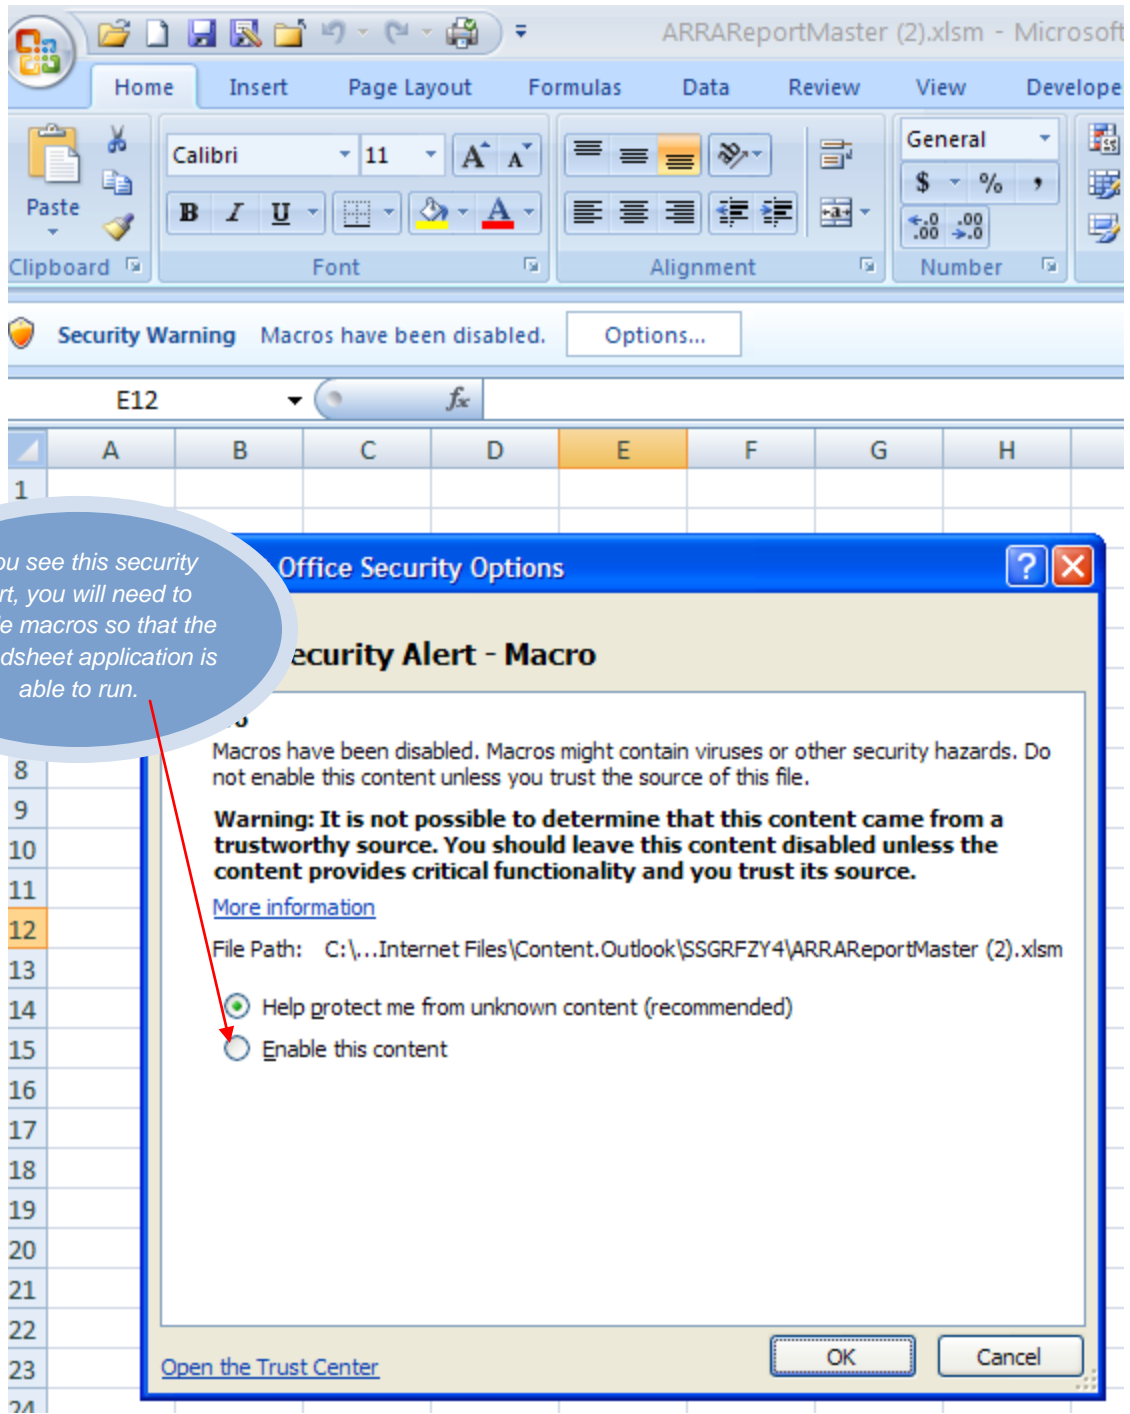 ARRAReportMaster (2).xlsm - Microsoft
Home Insert Page Layout Formulas Data Review View Develope
Paste
Calibri 11 A A
General
B I U A
$ % ,
.0 .00
.00 .0
Clipboard Font Alignment Number
Security Warning Macros have been disabled. Options...
E12 fx
A B C D E F G H
1
ou see this security
rt, you will need to
le macros so that the
dsheet application is
able to run.
Office Security Options
ecurity Alert - Macro
Macros have been disabled. Macros might contain viruses or other security hazards. Do
not enable this content unless you trust the source of this file.
Warning: It is not possible to determine that this content came from a
trustworthy source. You should leave this content disabled unless the
content provides critical functionality and you trust its source.
More information
File Path: C:\...Internet Files\Content.Outlook\SSGRFZY4\ARRAReportMaster (2).xlsm
Help protect me from unknown content (recommended)
Enable this content
Open the Trust Center
OK Cancel
8
9
10
11
12
13
14
15
16
17
18
19
20
21
22
23
24